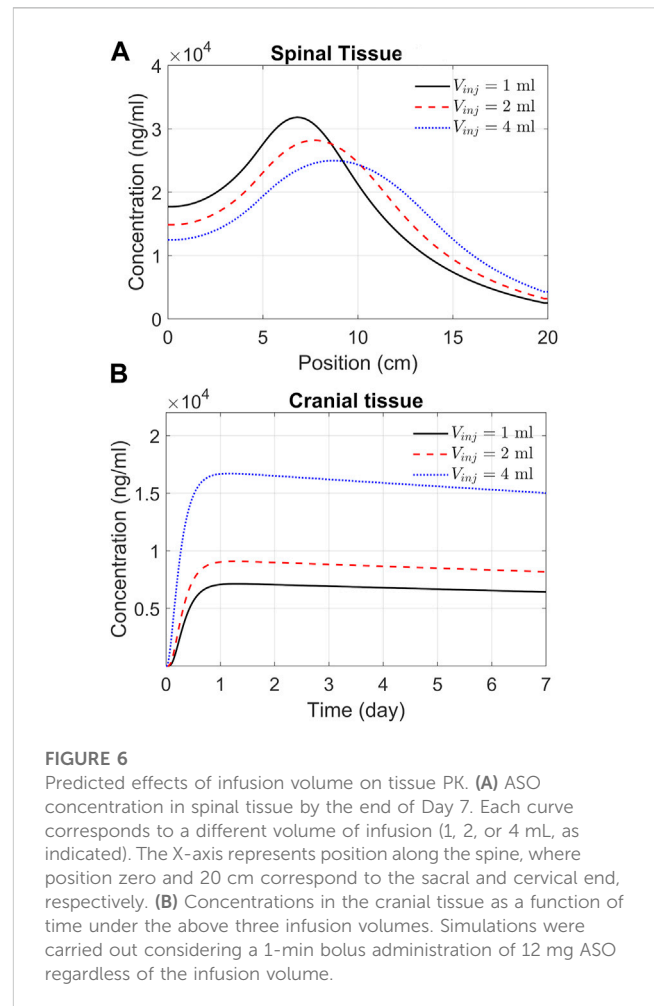 A
Spinal Tissue
×10⁴
4
3
2
1
0
Concentration (ng/ml)
V_inj = 1 ml
V_inj = 2 ml
V_inj = 4 ml
0 5 10 15 20
Position (cm)
B
Cranial tissue
×10⁴
2
1.5
1
0.5
Concentration (ng/ml)
V_inj = 1 ml
V_inj = 2 ml
V_inj = 4 ml
0 1 2 3 4 5 6 7
Time (day)
FIGURE 6
Predicted effects of infusion volume on tissue PK. (A) ASO
concentration in spinal tissue by the end of Day 7. Each curve
corresponds to a different volume of infusion (1, 2, or 4 mL, as
indicated). The X-axis represents position along the spine, where
position zero and 20 cm correspond to the sacral and cervical end,
respectively. (B) Concentrations in the cranial tissue as a function of
time under the above three infusion volumes. Simulations were
carried out considering a 1-min bolus administration of 12 mg ASO
regardless of the infusion volume.